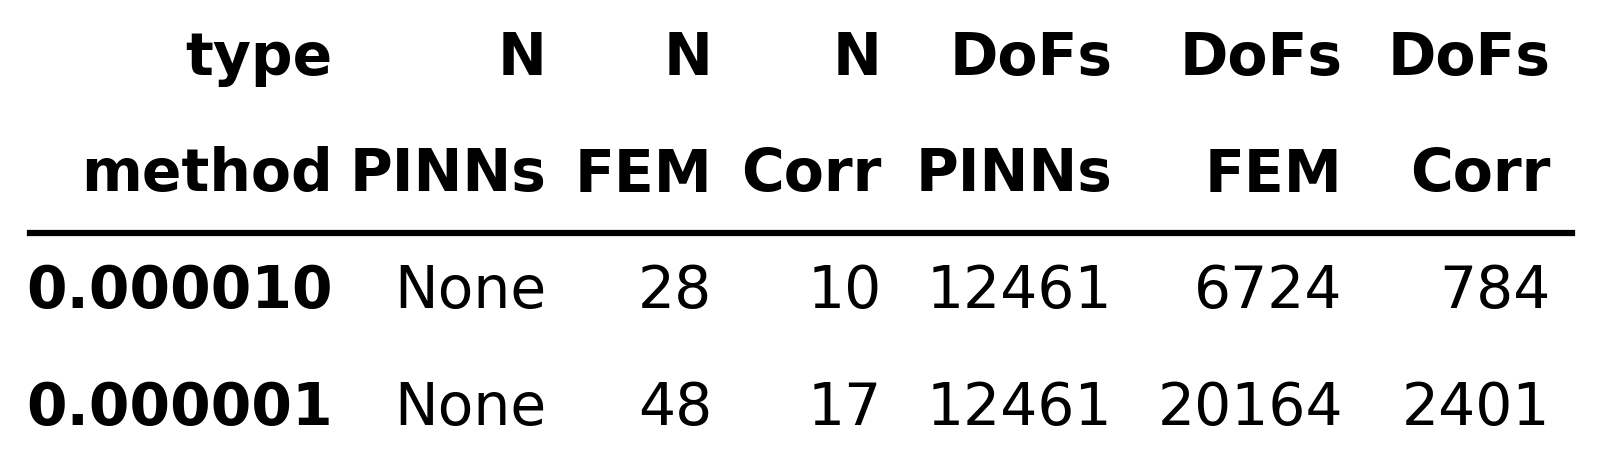 type N N N DoFs DoFs DoFs
method PINNs FEM Corr PINNs FEM Corr
0.000010 None 28 10 12461 6724 784
0.000001 None 48 17 12461 20164 2401